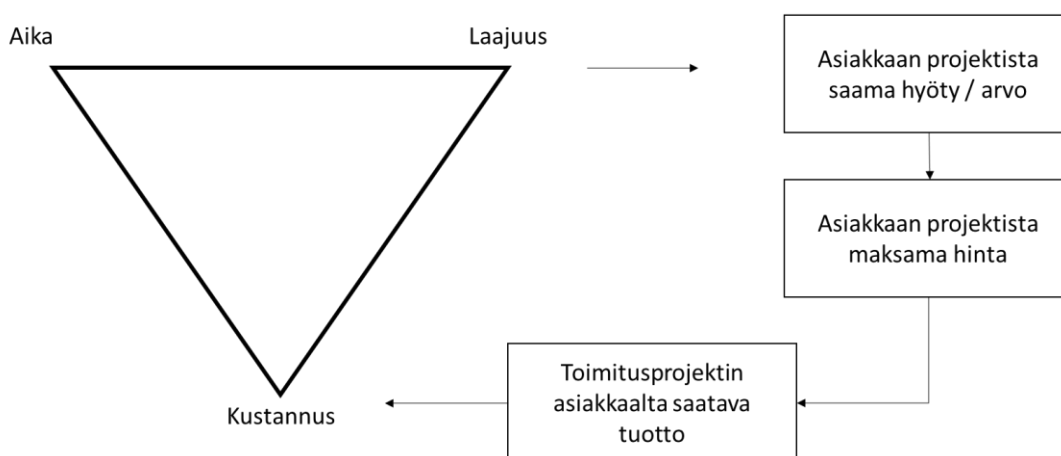 Aika
Laajuus
Asiakkaan projektista
saama hyöty / arvo
Asiakkaan projektista
maksama hinta
Toimitusprojektin
asiakkaalta saatava
tuotto
Kustannus